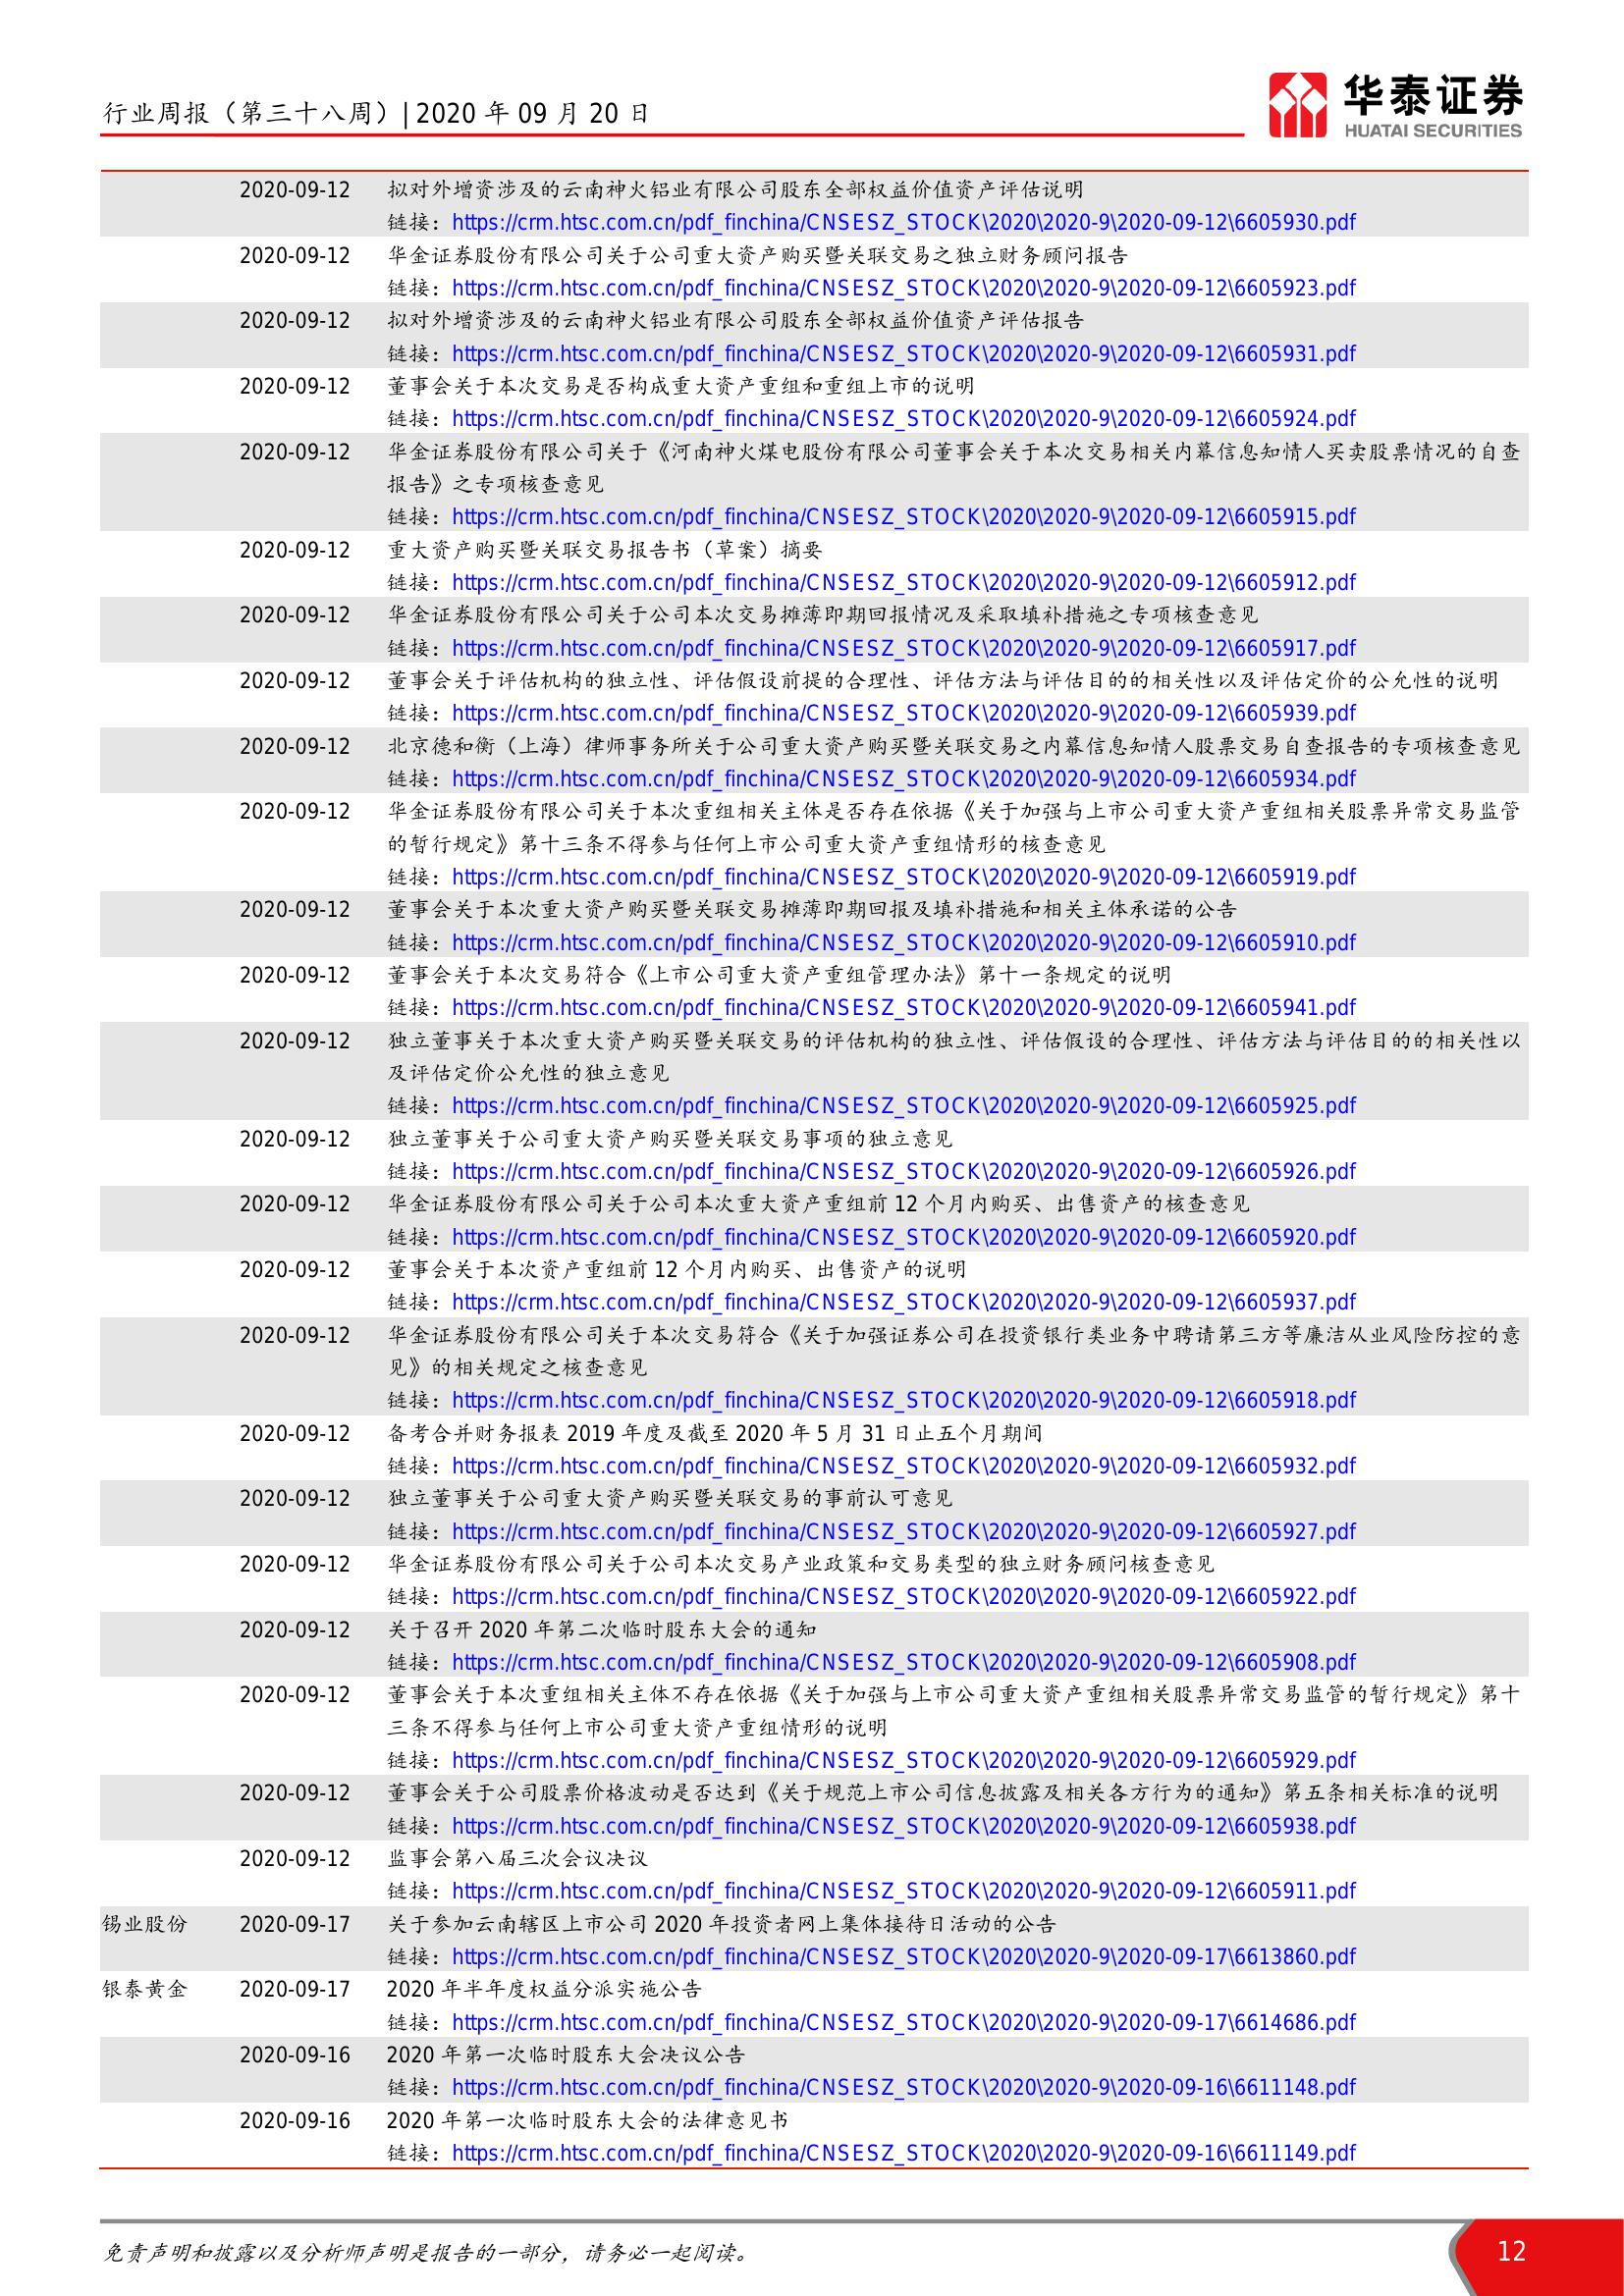 行业周报（第三十八周）| 2020 年 09 月 20 日
华泰证券
HUATAI SECURITIES
2020-09-12 拟对外增资涉及的云南神火铝业有限公司股东全部权益价值资产评估说明
链接：https://crm.htsc.com.cn/pdf_finchina/CNSESZ_STOCK\2020\2020-9\2020-09-12\6605930.pdf
2020-09-12 华金证券股份有限公司关于公司重大资产购买暨关联交易之独立财务顾问报告
链接：https://crm.htsc.com.cn/pdf_finchina/CNSESZ_STOCK\2020\2020-9\2020-09-12\6605923.pdf
2020-09-12 拟对外增资涉及的云南神火铝业有限公司股东全部权益价值资产评估报告
链接：https://crm.htsc.com.cn/pdf_finchina/CNSESZ_STOCK\2020\2020-9\2020-09-12\6605931.pdf
2020-09-12 董事会关于本次交易是否构成重大资产重组和重组上市的说明
链接：https://crm.htsc.com.cn/pdf_finchina/CNSESZ_STOCK\2020\2020-9\2020-09-12\6605924.pdf
2020-09-12 华金证券股份有限公司关于《河南神火煤电股份有限公司董事会关于本次交易相关内幕信息知情人买卖股票情况的自查
报告》之专项核查意见
链接：https://crm.htsc.com.cn/pdf_finchina/CNSESZ_STOCK\2020\2020-9\2020-09-12\6605915.pdf
2020-09-12 重大资产购买暨关联交易报告书（草案）摘要
链接：https://crm.htsc.com.cn/pdf_finchina/CNSESZ_STOCK\2020\2020-9\2020-09-12\6605912.pdf
2020-09-12 华金证券股份有限公司关于公司本次交易摊薄即期回报情况及采取填补措施之专项核查意见
链接：https://crm.htsc.com.cn/pdf_finchina/CNSESZ_STOCK\2020\2020-9\2020-09-12\6605917.pdf
2020-09-12 董事会关于评估机构的独立性、评估假设前提的合理性、评估方法与评估目的的相关性以及评估定价的公允性的说明
链接：https://crm.htsc.com.cn/pdf_finchina/CNSESZ_STOCK\2020\2020-9\2020-09-12\6605939.pdf
2020-09-12 北京德和衡（上海）律师事务所关于公司重大资产购买暨关联交易之内幕信息知情人股票交易自查报告的专项核查意见
链接：https://crm.htsc.com.cn/pdf_finchina/CNSESZ_STOCK\2020\2020-9\2020-09-12\6605934.pdf
2020-09-12 华金证券股份有限公司关于本次重组相关主体是否存在依据《关于加强与上市公司重大资产重组相关股票异常交易监管
的暂行规定》第十三条不得参与任何上市公司重大资产重组情形的核查意见
链接：https://crm.htsc.com.cn/pdf_finchina/CNSESZ_STOCK\2020\2020-9\2020-09-12\6605919.pdf
2020-09-12 董事会关于本次重大资产购买暨关联交易摊薄即期回报及填补措施和相关主体承诺的公告
链接：https://crm.htsc.com.cn/pdf_finchina/CNSESZ_STOCK\2020\2020-9\2020-09-12\6605910.pdf
2020-09-12 董事会关于本次交易符合《上市公司重大资产重组管理办法》第十一条规定的说明
链接：https://crm.htsc.com.cn/pdf_finchina/CNSESZ_STOCK\2020\2020-9\2020-09-12\6605941.pdf
2020-09-12 独立董事关于本次重大资产购买暨关联交易的评估机构的独立性、评估假设的合理性、评估方法与评估目的的相关性以
及评估定价公允性的独立意见
链接：https://crm.htsc.com.cn/pdf_finchina/CNSESZ_STOCK\2020\2020-9\2020-09-12\6605925.pdf
2020-09-12 独立董事关于公司重大资产购买暨关联交易事项的独立意见
链接：https://crm.htsc.com.cn/pdf_finchina/CNSESZ_STOCK\2020\2020-9\2020-09-12\6605926.pdf
2020-09-12 华金证券股份有限公司关于公司本次重大资产重组前 12 个月内购买、出售资产的核查意见
链接：https://crm.htsc.com.cn/pdf_finchina/CNSESZ_STOCK\2020\2020-9\2020-09-12\6605920.pdf
2020-09-12 董事会关于本次资产重组前 12 个月内购买、出售资产的说明
链接：https://crm.htsc.com.cn/pdf_finchina/CNSESZ_STOCK\2020\2020-9\2020-09-12\6605937.pdf
2020-09-12 华金证券股份有限公司关于本次交易符合《关于加强证券公司在投资银行类业务中聘请第三方等廉洁从业风险防控的意
见》的相关规定之核查意见
链接：https://crm.htsc.com.cn/pdf_finchina/CNSESZ_STOCK\2020\2020-9\2020-09-12\6605918.pdf
2020-09-12 备考合并财务报表 2019 年度及截至 2020 年 5 月 31 日止五个月期间
链接：https://crm.htsc.com.cn/pdf_finchina/CNSESZ_STOCK\2020\2020-9\2020-09-12\6605932.pdf
2020-09-12 独立董事关于公司重大资产购买暨关联交易的事前认可意见
链接：https://crm.htsc.com.cn/pdf_finchina/CNSESZ_STOCK\2020\2020-9\2020-09-12\6605927.pdf
2020-09-12 华金证券股份有限公司关于公司本次交易产业政策和交易类型的独立财务顾问核查意见
链接：https://crm.htsc.com.cn/pdf_finchina/CNSESZ_STOCK\2020\2020-9\2020-09-12\6605922.pdf
2020-09-12 关于召开 2020 年第二次临时股东大会的通知
链接：https://crm.htsc.com.cn/pdf_finchina/CNSESZ_STOCK\2020\2020-9\2020-09-12\6605908.pdf
2020-09-12 董事会关于本次重组相关主体不存在依据《关于加强与上市公司重大资产重组相关股票异常交易监管的暂行规定》第十
三条不得参与任何上市公司重大资产重组情形的说明
链接：https://crm.htsc.com.cn/pdf_finchina/CNSESZ_STOCK\2020\2020-9\2020-09-12\6605929.pdf
2020-09-12 董事会关于公司股票价格波动是否达到《关于规范上市公司信息披露及相关各方行为的通知》第五条相关标准的说明
链接：https://crm.htsc.com.cn/pdf_finchina/CNSESZ_STOCK\2020\2020-9\2020-09-12\6605938.pdf
2020-09-12 监事会第八届三次会议决议
链接：https://crm.htsc.com.cn/pdf_finchina/CNSESZ_STOCK\2020\2020-9\2020-09-12\6605911.pdf
锡业股份 2020-09-17 关于参加云南辖区上市公司 2020 年投资者网上集体接待日活动的公告
链接：https://crm.htsc.com.cn/pdf_finchina/CNSESZ_STOCK\2020\2020-9\2020-09-17\6613860.pdf
银泰黄金 2020-09-17 2020 年半年度权益分派实施公告
链接：https://crm.htsc.com.cn/pdf_finchina/CNSESZ_STOCK\2020\2020-9\2020-09-17\6614686.pdf
2020-09-16 2020 年第一次临时股东大会决议公告
链接：https://crm.htsc.com.cn/pdf_finchina/CNSESZ_STOCK\2020\2020-9\2020-09-16\6611148.pdf
2020-09-16 2020 年第一次临时股东大会的法律意见书
链接：https://crm.htsc.com.cn/pdf_finchina/CNSESZ_STOCK\2020\2020-9\2020-09-16\6611149.pdf
免责声明和披露以及分析师声明是报告的一部分，请务必一起阅读。
12